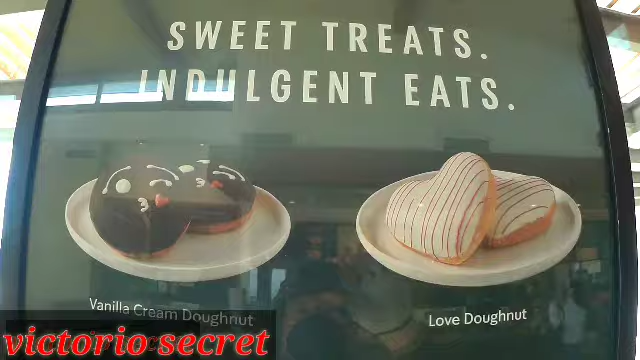 SWEET TREATS.
INDULGENT EATS.
Vanilla Cream Doughnut
Love Doughnut
victorio secret